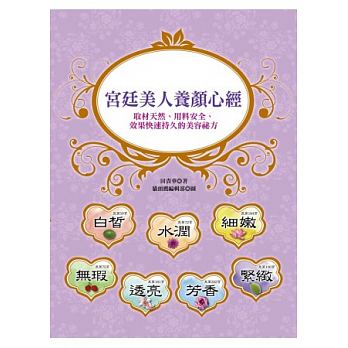 宮廷美人養顏心經
取材天然、用料安全、
效果快速持久的美容祕方
白皙
水潤
細嫩
無瑕
透亮
芳香
緊緻